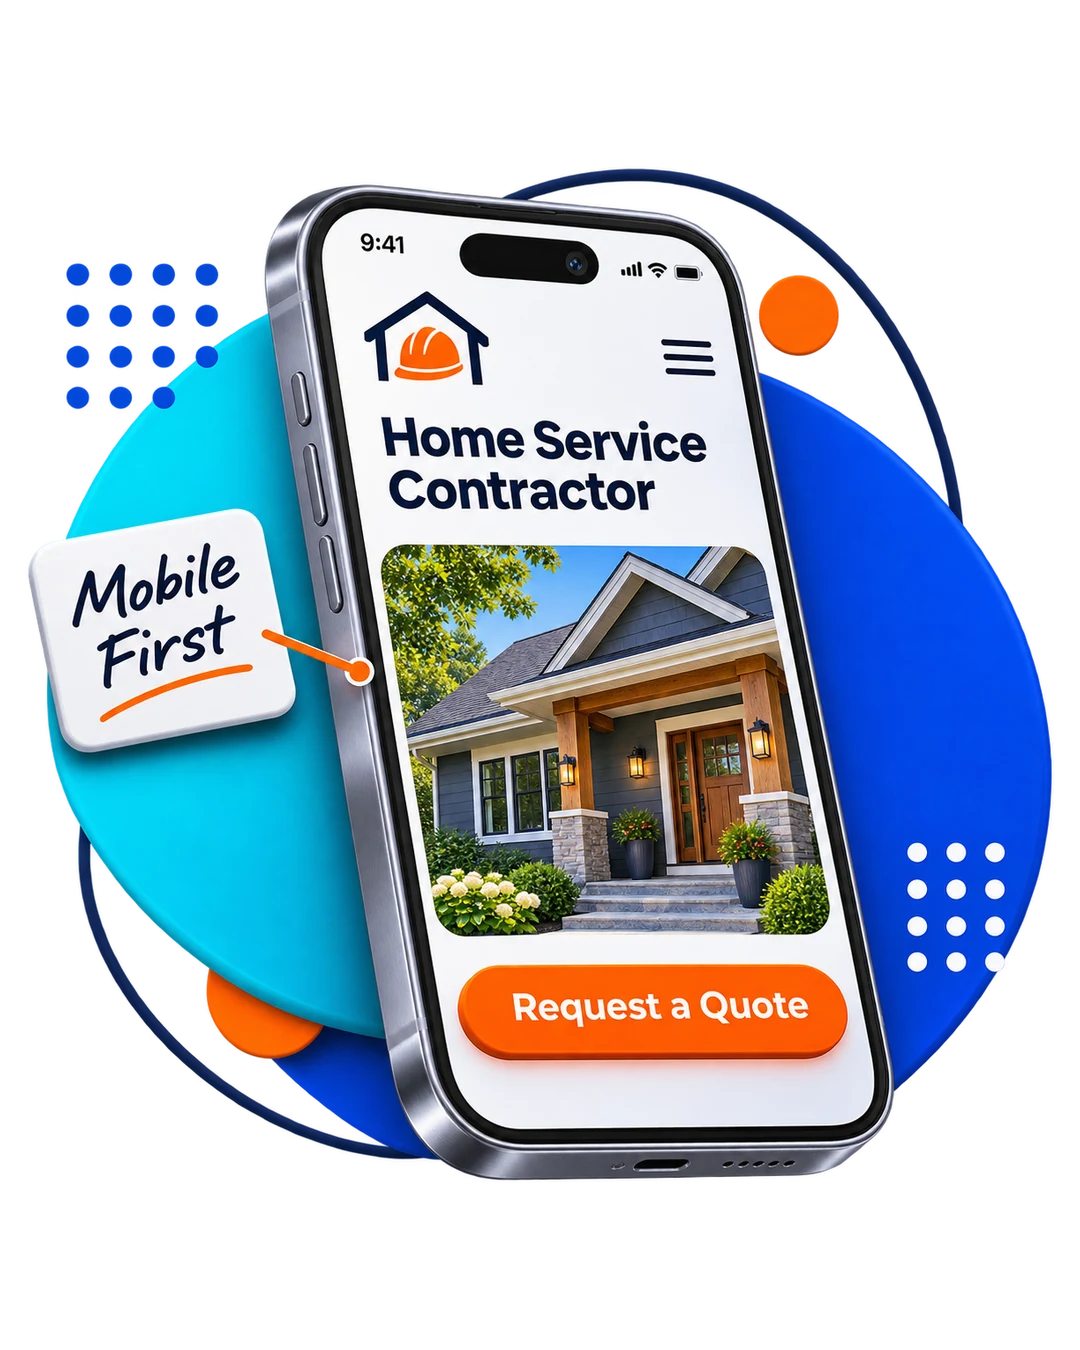 9:41
Home Service
Contractor
Mobile
First
Request a Quote